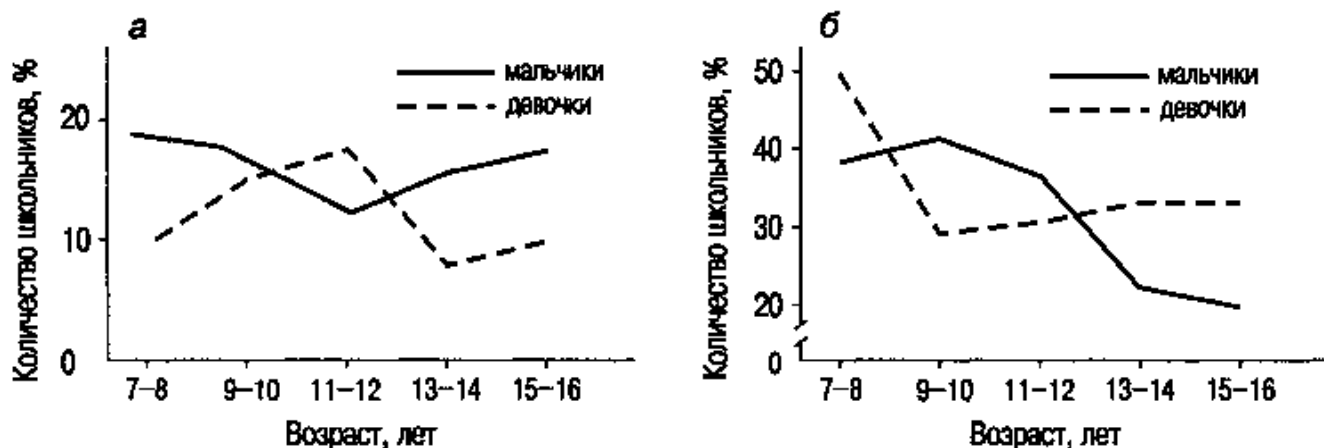 а
Количество школьников, %
20
10
0
мальчики
девочки
7–8 9–10 11–12 13–14 15–16
Возраст, лет
б
Количество школьников, %
50
40
30
20
0
мальчики
девочки
7–8 9–10 11–12 13–14 15–16
Возраст, лет